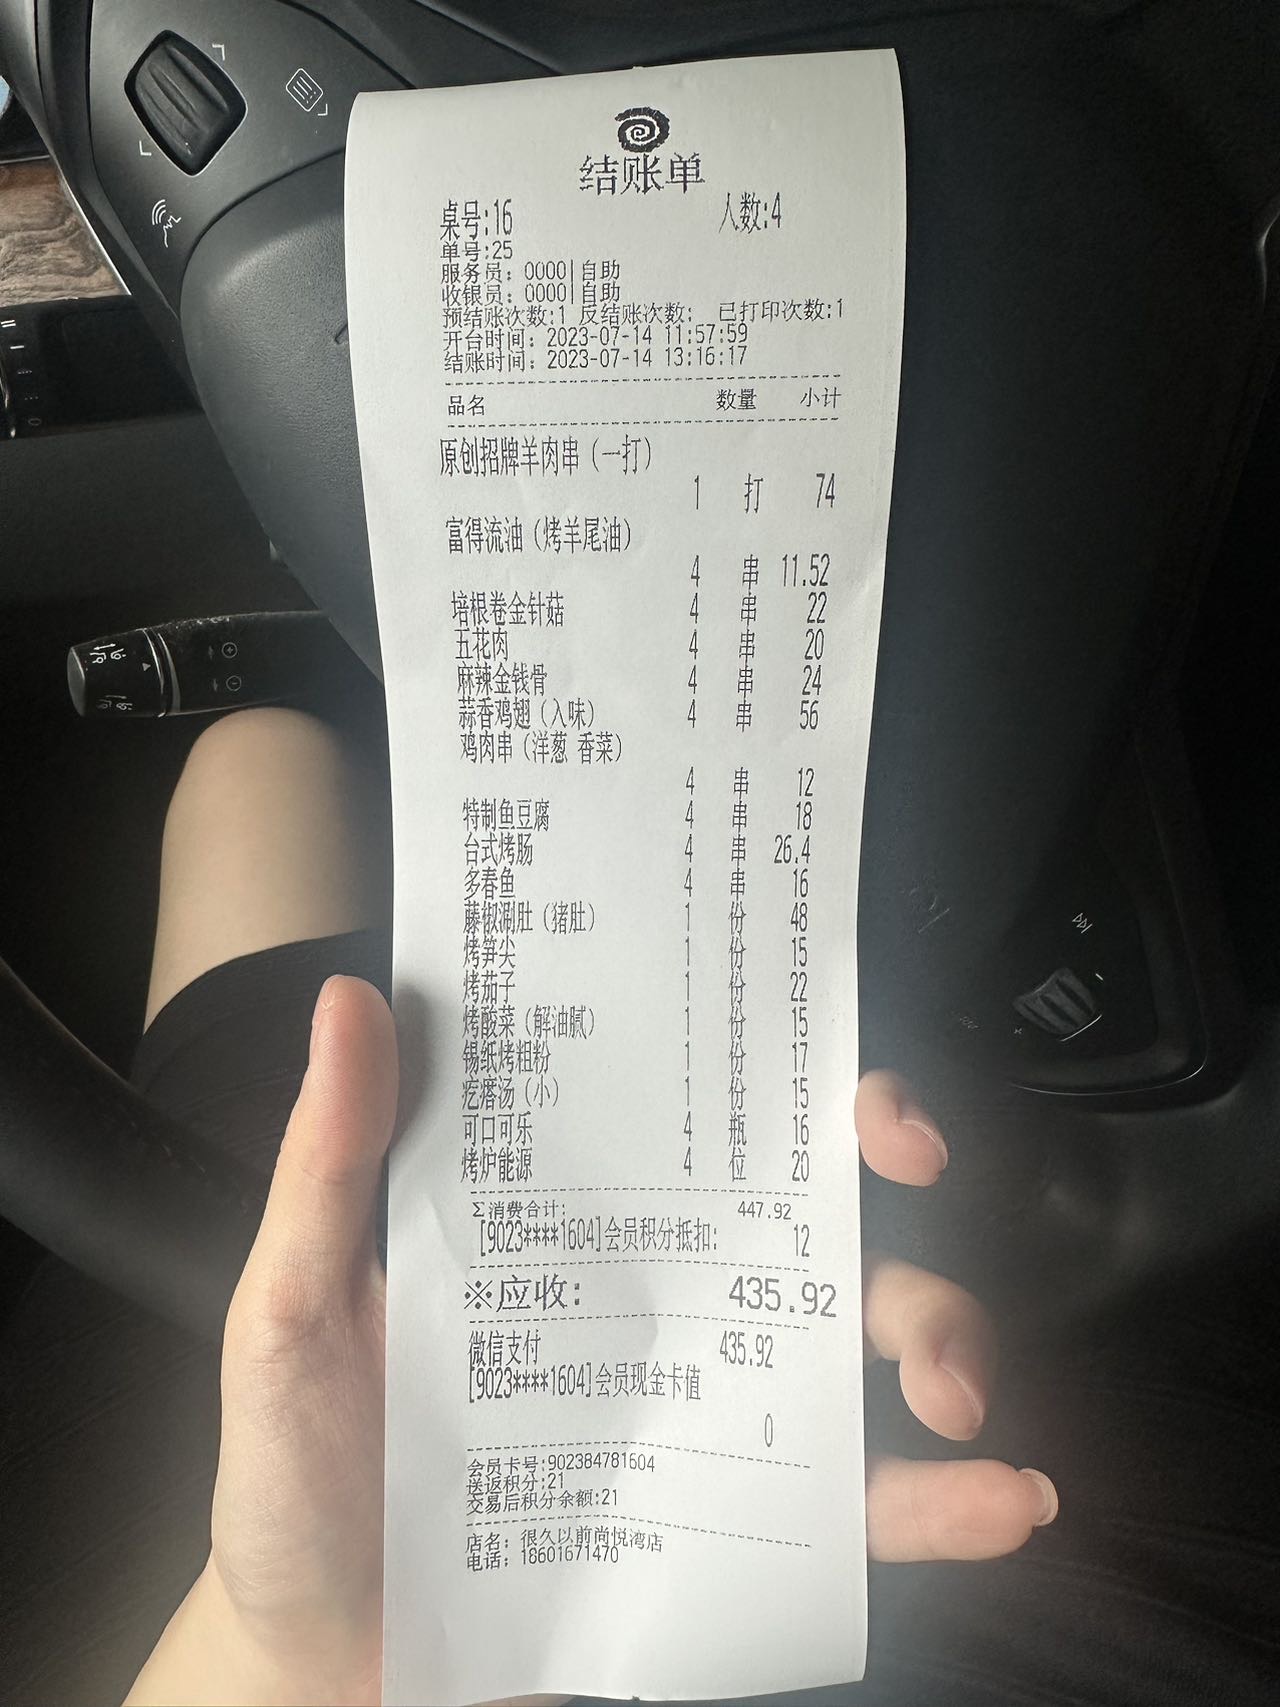 结账单
桌号:16 人数:4
单号:25
服务员: 0000|自助
收银员: 0000|自助
预结账次数:1 反结账次数: 已打印次数:1
开台时间: 2023-07-14 11:57:59
结账时间: 2023-07-14 13:16:17
品名 数量 小计
原创招牌羊肉串(一打)
1 打 74
富得流油(烤羊尾油)
4 串 11.52
培根卷金针菇 4 串 22
五花肉 4 串 20
麻辣金钱骨 4 串 24
蒜香鸡翅(入味) 4 串 56
鸡肉串(洋葱 香菜)
4 串 12
特制鱼豆腐 4 串 18
台式烤肠 4 串 26.4
多春鱼 4 串 16
藤椒涮肚(猪肚) 1 份 48
烤笋尖 1 份 15
烤茄子 1 份 22
烤酸菜(解油腻) 1 份 15
锡纸烤粗粉 1 份 17
疙瘩汤(小) 1 份 15
可口可乐 4 瓶 16
烤炉能源 4 位 20
Σ消费合计: 447.92
[9023****1604]会员积分抵扣: 12
※应收: 435.92
微信支付 435.92
[9023****1604]会员现金卡值
0
会员卡号:902384781604
送返积分:21
交易后积分余额:21
店名: 很久以前尚悦湾店
电话: 18601671470